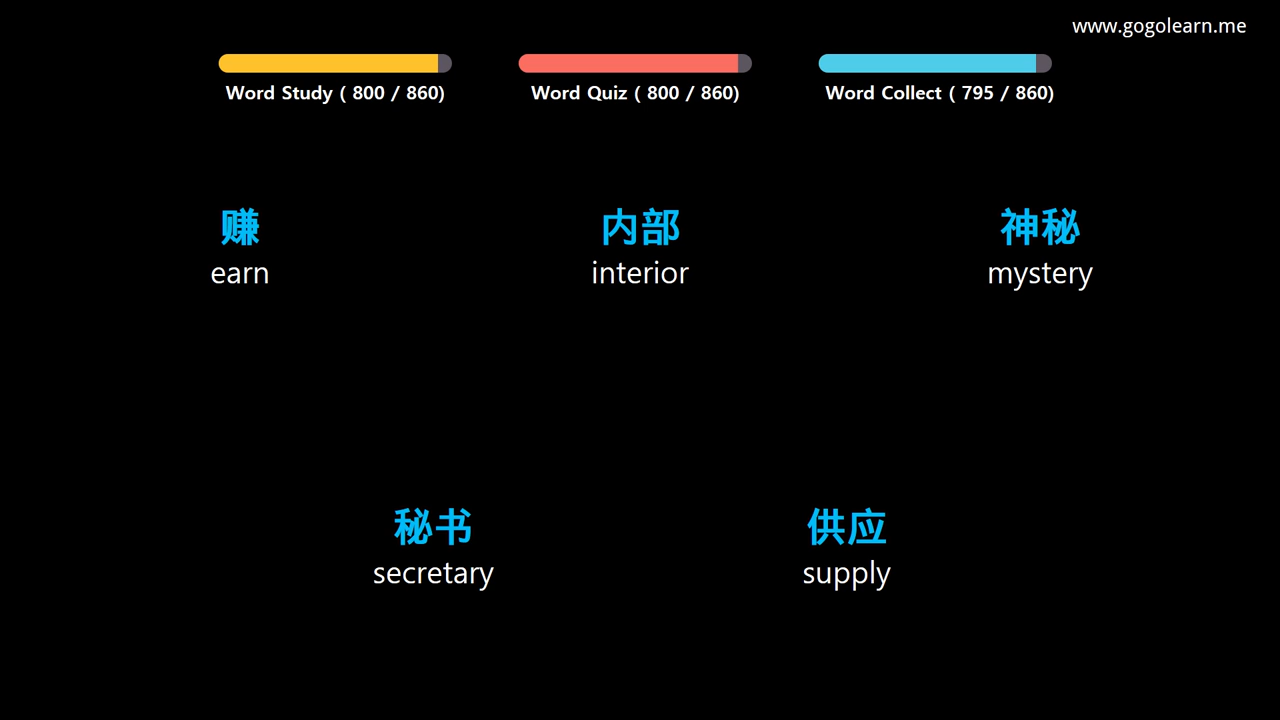 www.gogolearn.me
Word Study ( 800 / 860)
Word Quiz ( 800 / 860)
Word Collect ( 795 / 860)
赚
earn
内部
interior
神秘
mystery
秘书
secretary
供应
supply